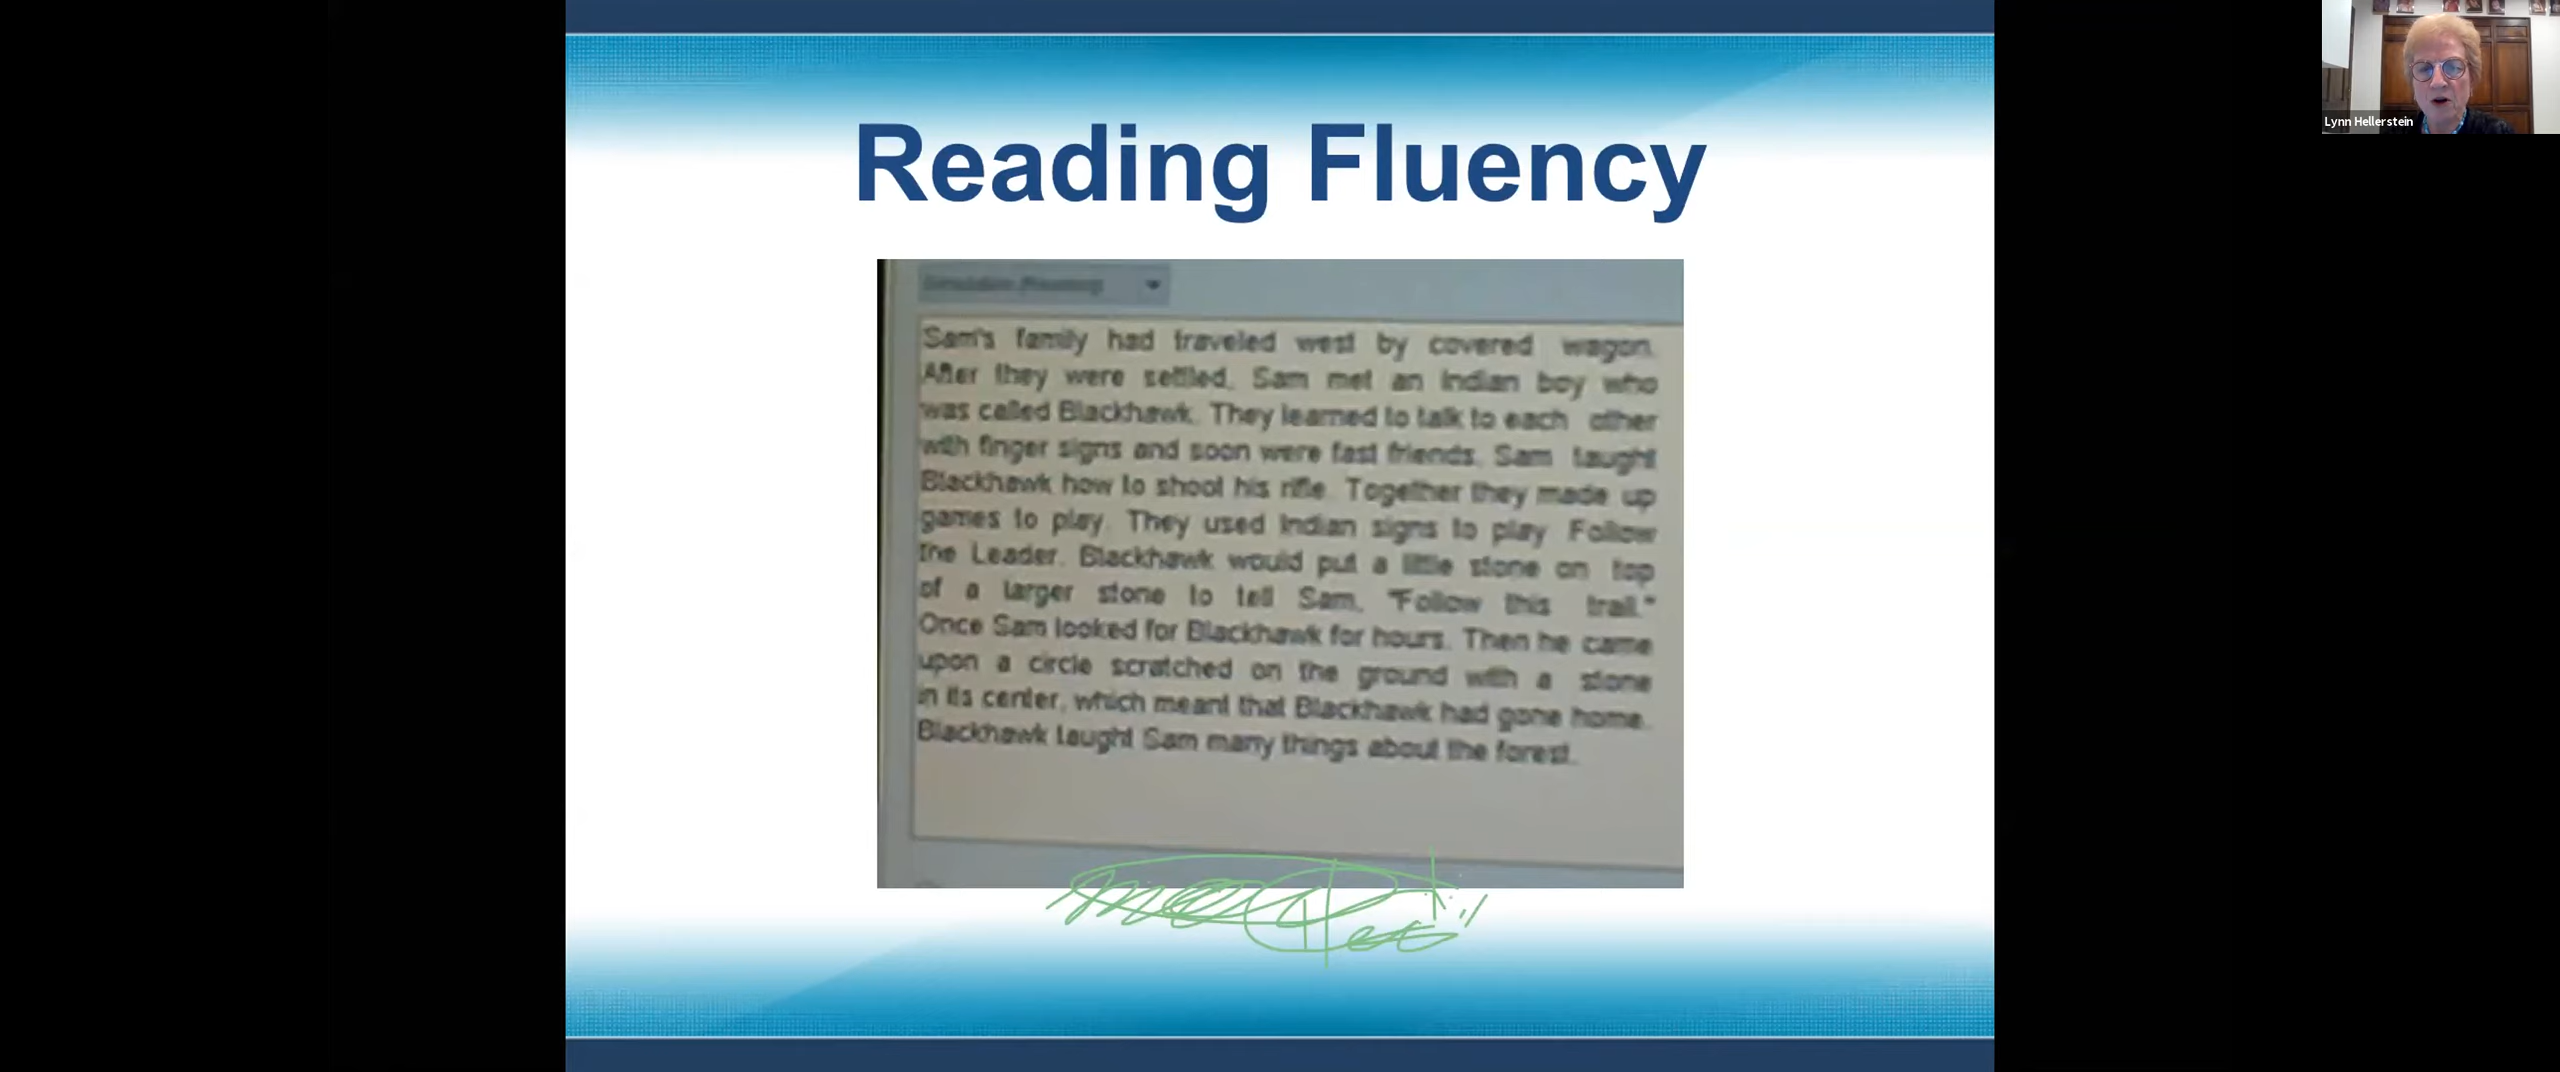 Reading Fluency
Lynn Hellerstein
Sam's family had traveled west by covered wagon.
After they were settled, Sam met an Indian boy who
was called Blackhawk. They learned to talk to each other
with finger signs and soon were fast friends. Sam taught
Blackhawk how to shoot his rifle. Together they made up
games to play. They used Indian signs to play Follow
the Leader. Blackhawk would put a little stone on top
of a larger stone to tell Sam, "Follow this trail."
Once Sam looked for Blackhawk for hours. Then he came
upon a circle scratched on the ground with a stone
in its center, which meant that Blackhawk had gone home.
Blackhawk taught Sam many things about the forest.